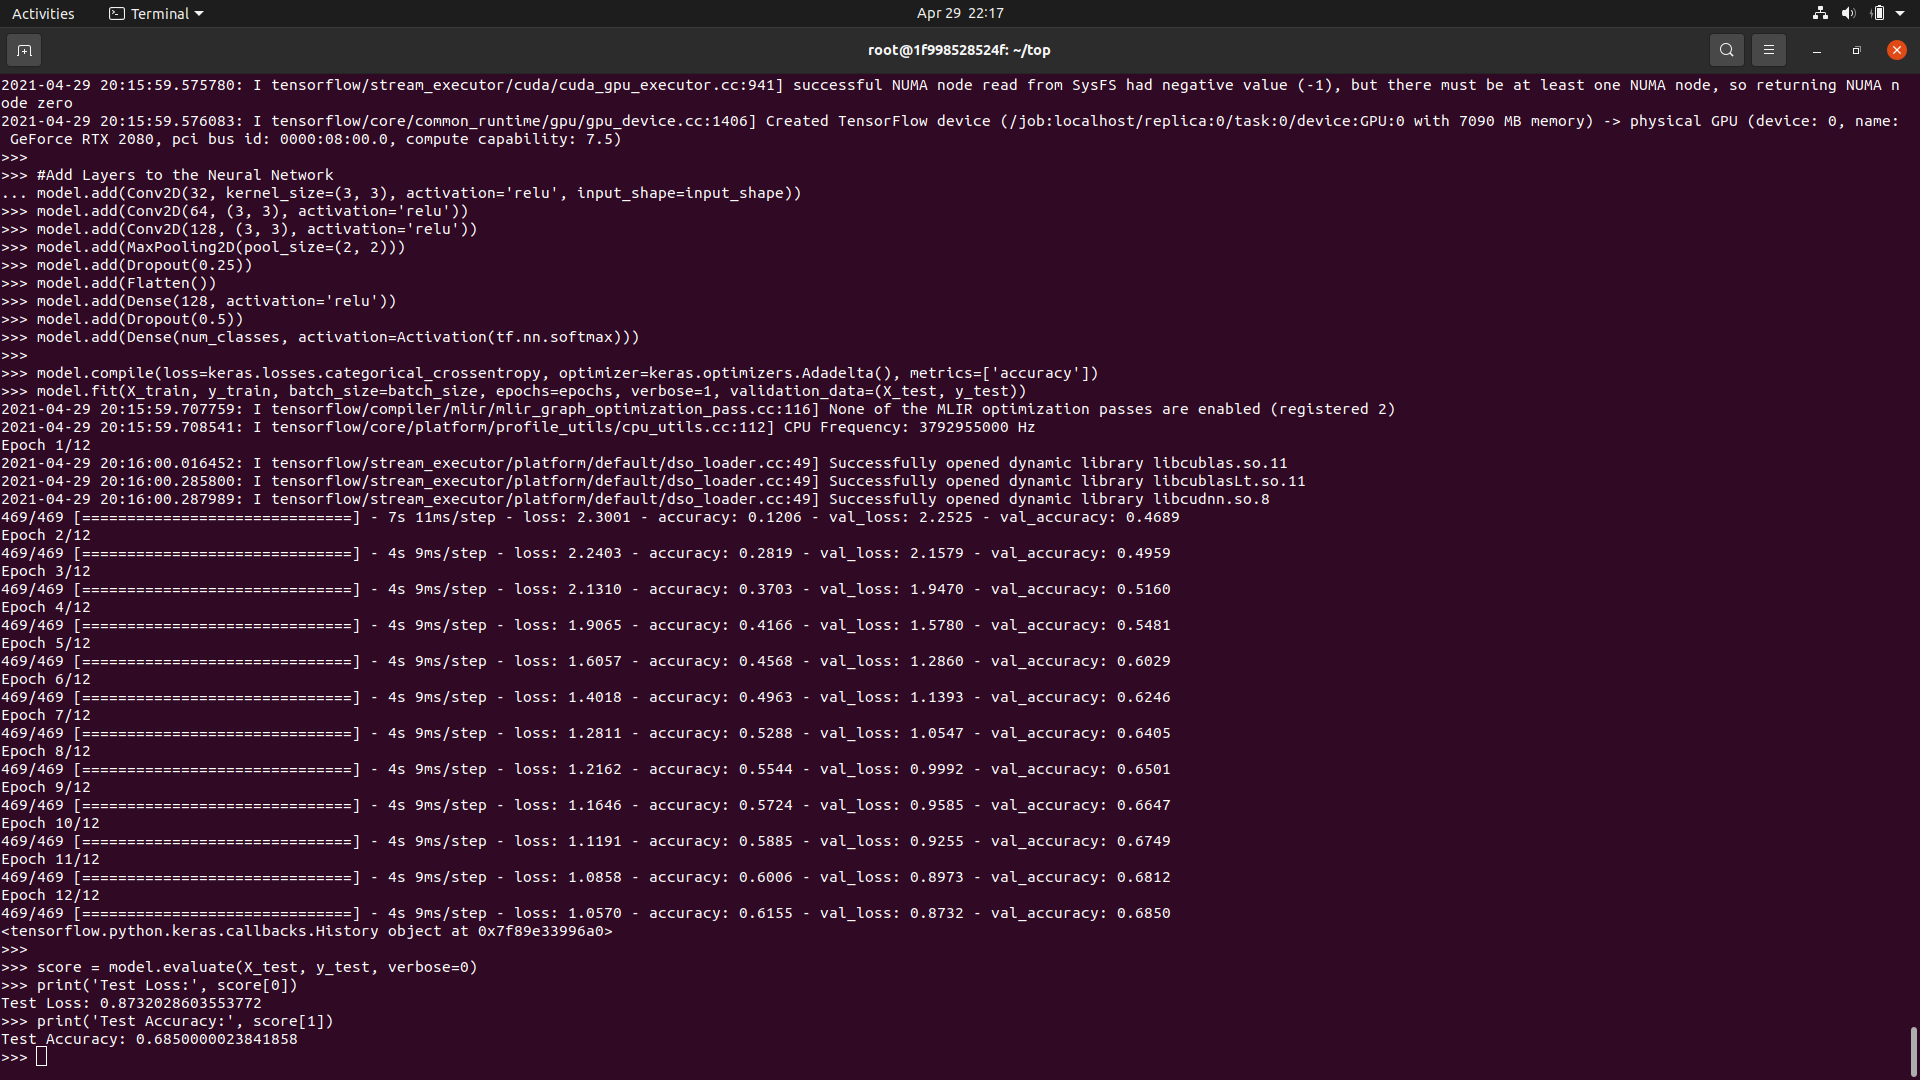 Activities
Terminal
Apr 29 22:17
root@1f998528524f: ~/top
2021-04-29 20:15:59.575780: I tensorflow/stream_executor/cuda/cuda_gpu_executor.cc:941] successful NUMA node read from SysFS had negative value (-1), but there must be at least one NUMA node, so returning NUMA n
ode zero
2021-04-29 20:15:59.576083: I tensorflow/core/common_runtime/gpu/gpu_device.cc:1406] Created TensorFlow device (/job:localhost/replica:0/task:0/device:GPU:0 with 7090 MB memory) -> physical GPU (device: 0, name:
 GeForce RTX 2080, pci bus id: 0000:08:00.0, compute capability: 7.5)
>>>
>>> #Add Layers to the Neural Network
... model.add(Conv2D(32, kernel_size=(3, 3), activation='relu', input_shape=input_shape))
>>> model.add(Conv2D(64, (3, 3), activation='relu'))
>>> model.add(Conv2D(128, (3, 3), activation='relu'))
>>> model.add(MaxPooling2D(pool_size=(2, 2)))
>>> model.add(Dropout(0.25))
>>> model.add(Flatten())
>>> model.add(Dense(128, activation='relu'))
>>> model.add(Dropout(0.5))
>>> model.add(Dense(num_classes, activation=Activation(tf.nn.softmax)))
>>>
>>> model.compile(loss=keras.losses.categorical_crossentropy, optimizer=keras.optimizers.Adadelta(), metrics=['accuracy'])
>>> model.fit(X_train, y_train, batch_size=batch_size, epochs=epochs, verbose=1, validation_data=(X_test, y_test))
2021-04-29 20:15:59.707759: I tensorflow/compiler/mlir/mlir_graph_optimization_pass.cc:116] None of the MLIR optimization passes are enabled (registered 2)
2021-04-29 20:15:59.708541: I tensorflow/core/platform/profile_utils/cpu_utils.cc:112] CPU Frequency: 3792955000 Hz
Epoch 1/12
2021-04-29 20:16:00.016452: I tensorflow/stream_executor/platform/default/dso_loader.cc:49] Successfully opened dynamic library libcublas.so.11
2021-04-29 20:16:00.285800: I tensorflow/stream_executor/platform/default/dso_loader.cc:49] Successfully opened dynamic library libcublasLt.so.11
2021-04-29 20:16:00.287989: I tensorflow/stream_executor/platform/default/dso_loader.cc:49] Successfully opened dynamic library libcudnn.so.8
469/469 [==============================] - 7s 11ms/step - loss: 2.3001 - accuracy: 0.1206 - val_loss: 2.2525 - val_accuracy: 0.4689
Epoch 2/12
469/469 [==============================] - 4s 9ms/step - loss: 2.2403 - accuracy: 0.2819 - val_loss: 2.1579 - val_accuracy: 0.4959
Epoch 3/12
469/469 [==============================] - 4s 9ms/step - loss: 2.1310 - accuracy: 0.3703 - val_loss: 1.9470 - val_accuracy: 0.5160
Epoch 4/12
469/469 [==============================] - 4s 9ms/step - loss: 1.9065 - accuracy: 0.4166 - val_loss: 1.5780 - val_accuracy: 0.5481
Epoch 5/12
469/469 [==============================] - 4s 9ms/step - loss: 1.6057 - accuracy: 0.4568 - val_loss: 1.2860 - val_accuracy: 0.6029
Epoch 6/12
469/469 [==============================] - 4s 9ms/step - loss: 1.4018 - accuracy: 0.4963 - val_loss: 1.1393 - val_accuracy: 0.6246
Epoch 7/12
469/469 [==============================] - 4s 9ms/step - loss: 1.2811 - accuracy: 0.5288 - val_loss: 1.0547 - val_accuracy: 0.6405
Epoch 8/12
469/469 [==============================] - 4s 9ms/step - loss: 1.2162 - accuracy: 0.5544 - val_loss: 0.9992 - val_accuracy: 0.6501
Epoch 9/12
469/469 [==============================] - 4s 9ms/step - loss: 1.1646 - accuracy: 0.5724 - val_loss: 0.9585 - val_accuracy: 0.6647
Epoch 10/12
469/469 [==============================] - 4s 9ms/step - loss: 1.1191 - accuracy: 0.5885 - val_loss: 0.9255 - val_accuracy: 0.6749
Epoch 11/12
469/469 [==============================] - 4s 9ms/step - loss: 1.0858 - accuracy: 0.6006 - val_loss: 0.8973 - val_accuracy: 0.6812
Epoch 12/12
469/469 [==============================] - 4s 9ms/step - loss: 1.0570 - accuracy: 0.6155 - val_loss: 0.8732 - val_accuracy: 0.6850
<tensorflow.python.keras.callbacks.History object at 0x7f89e33996a0>
>>>
>>> score = model.evaluate(X_test, y_test, verbose=0)
>>> print('Test Loss:', score[0])
Test Loss: 0.8732028603553772
>>> print('Test Accuracy:', score[1])
Test Accuracy: 0.6850000023841858
>>>